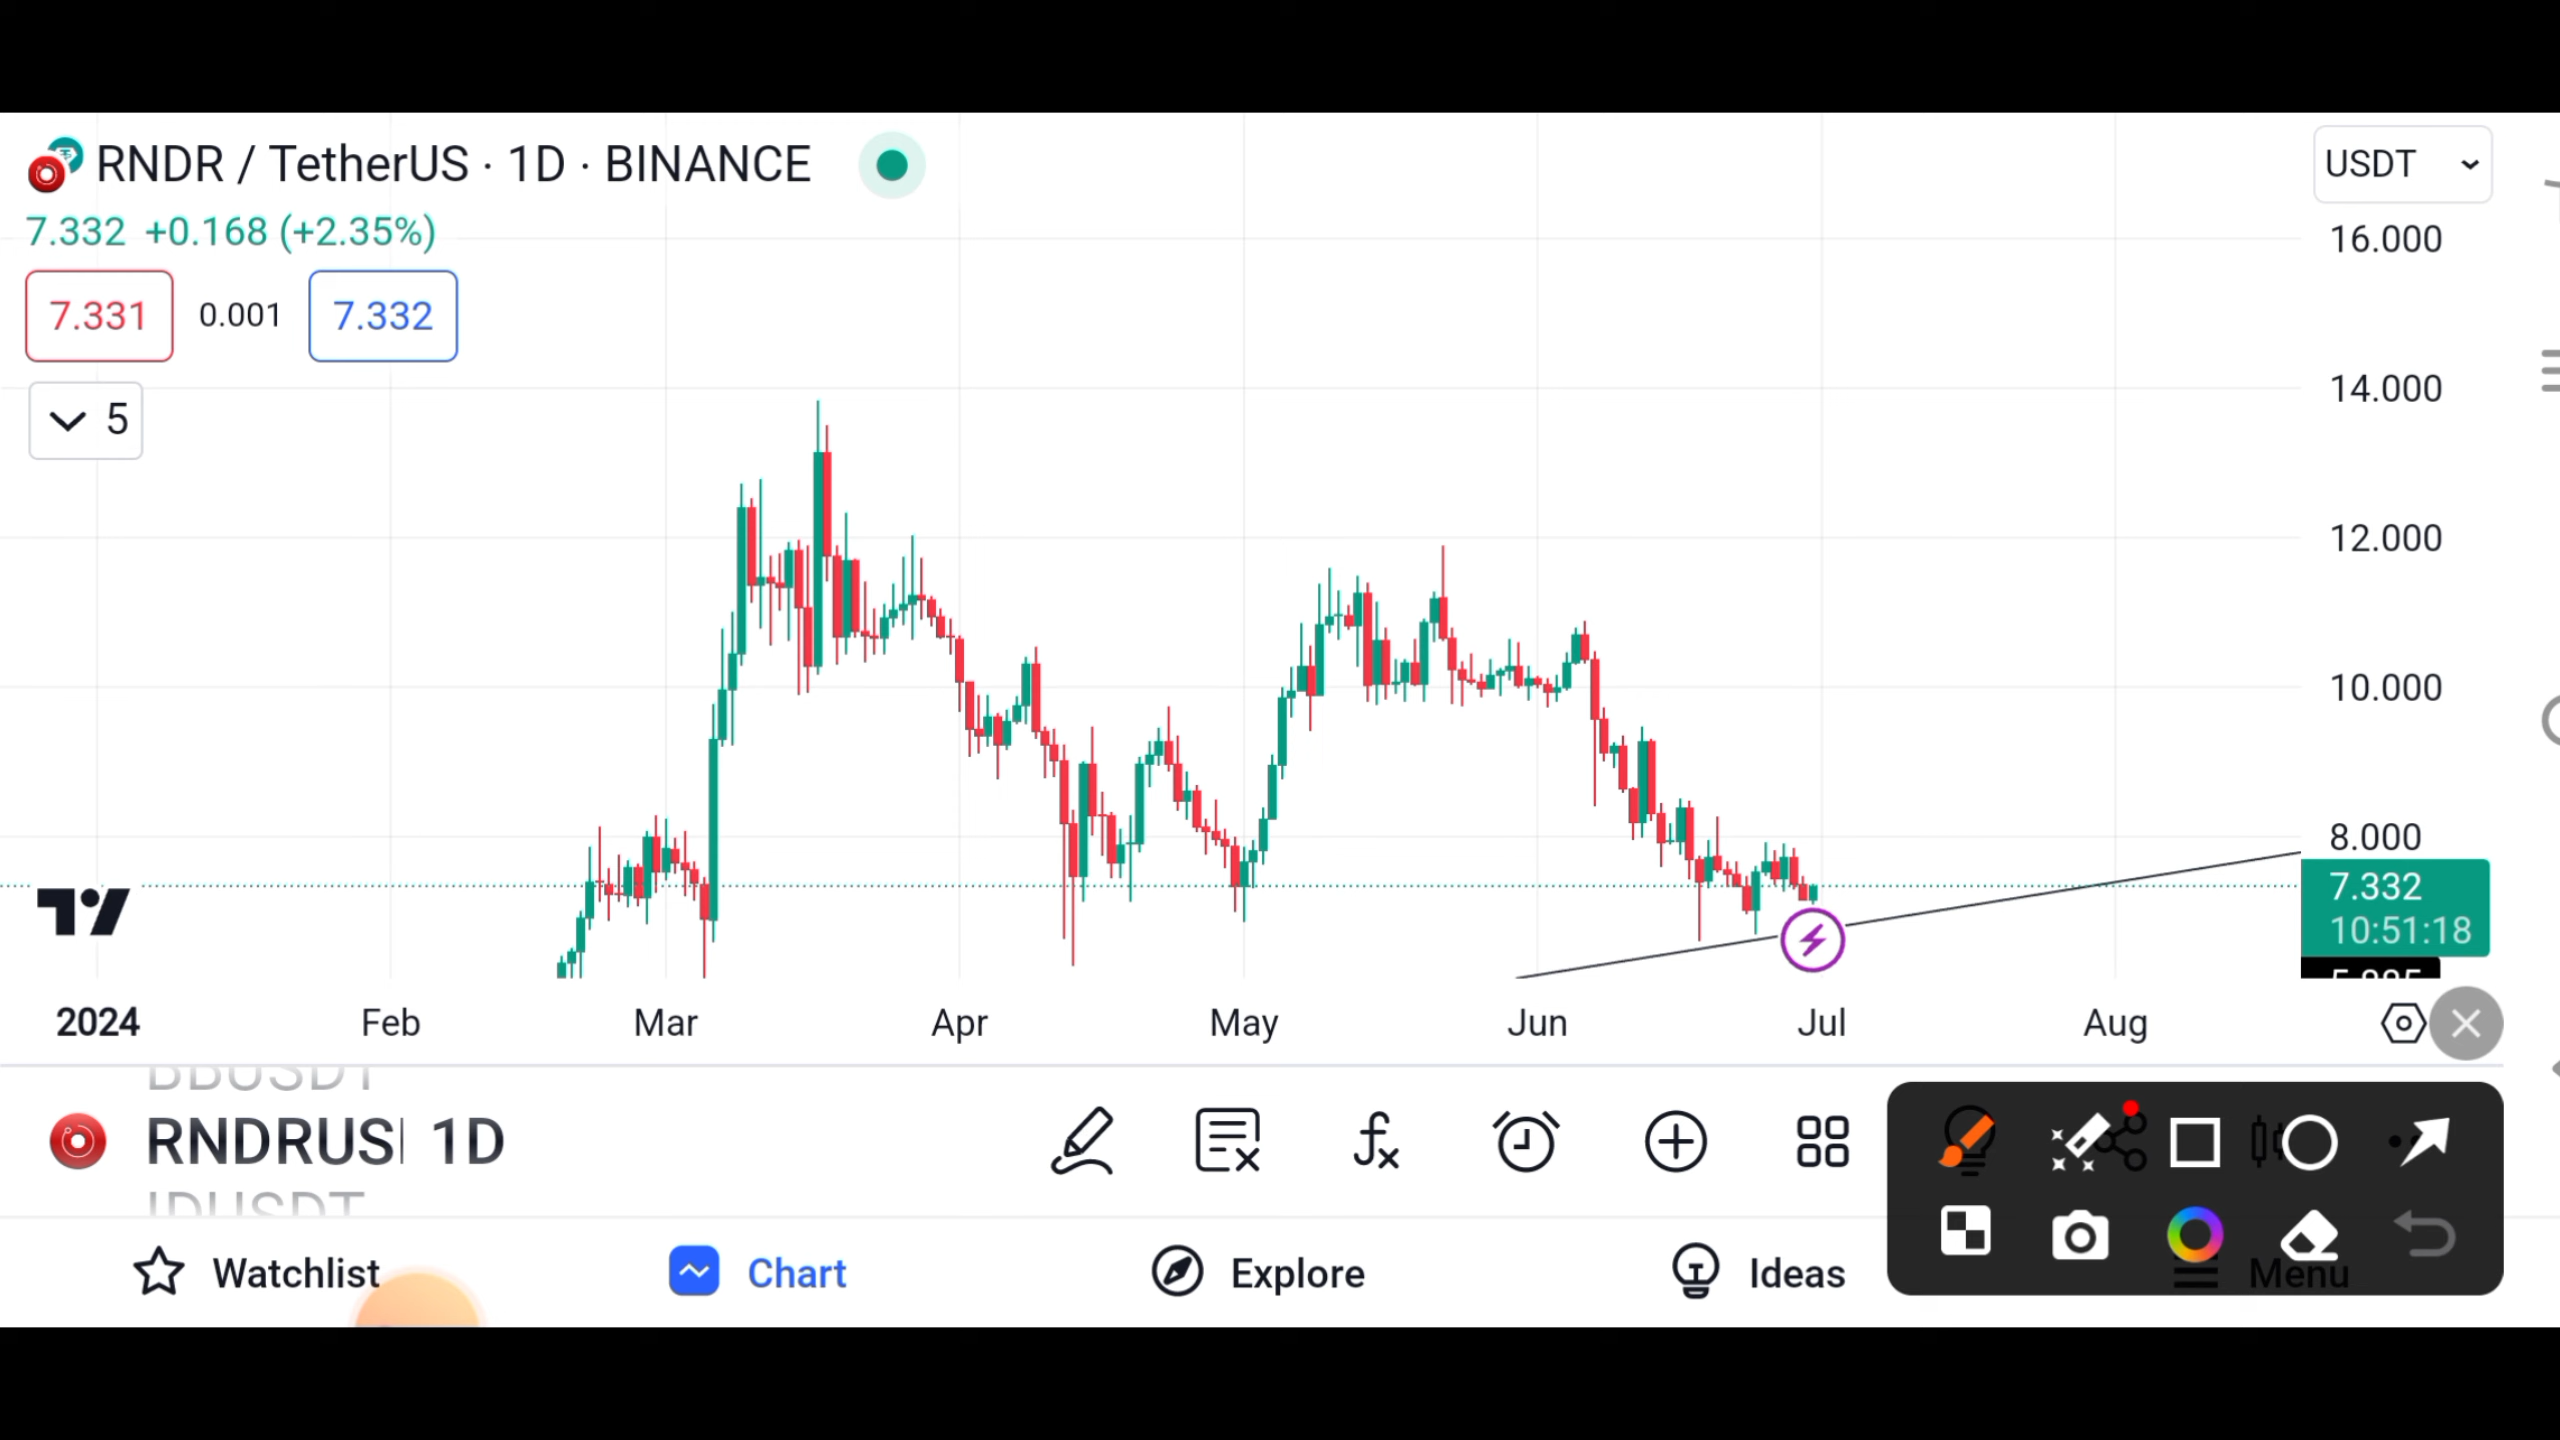 RNDR / TetherUS · 1D · BINANCE
USDT
7.332 +0.168 (+2.35%)
7.331 0.001 7.332
5
16.000
14.000
12.000
10.000
8.000
7.332
10:51:18
2024 Feb Mar Apr May Jun Jul Aug
BBUSDT
RNDRUS 1D
IDUSDT
Watchlist Chart Explore Ideas Menu